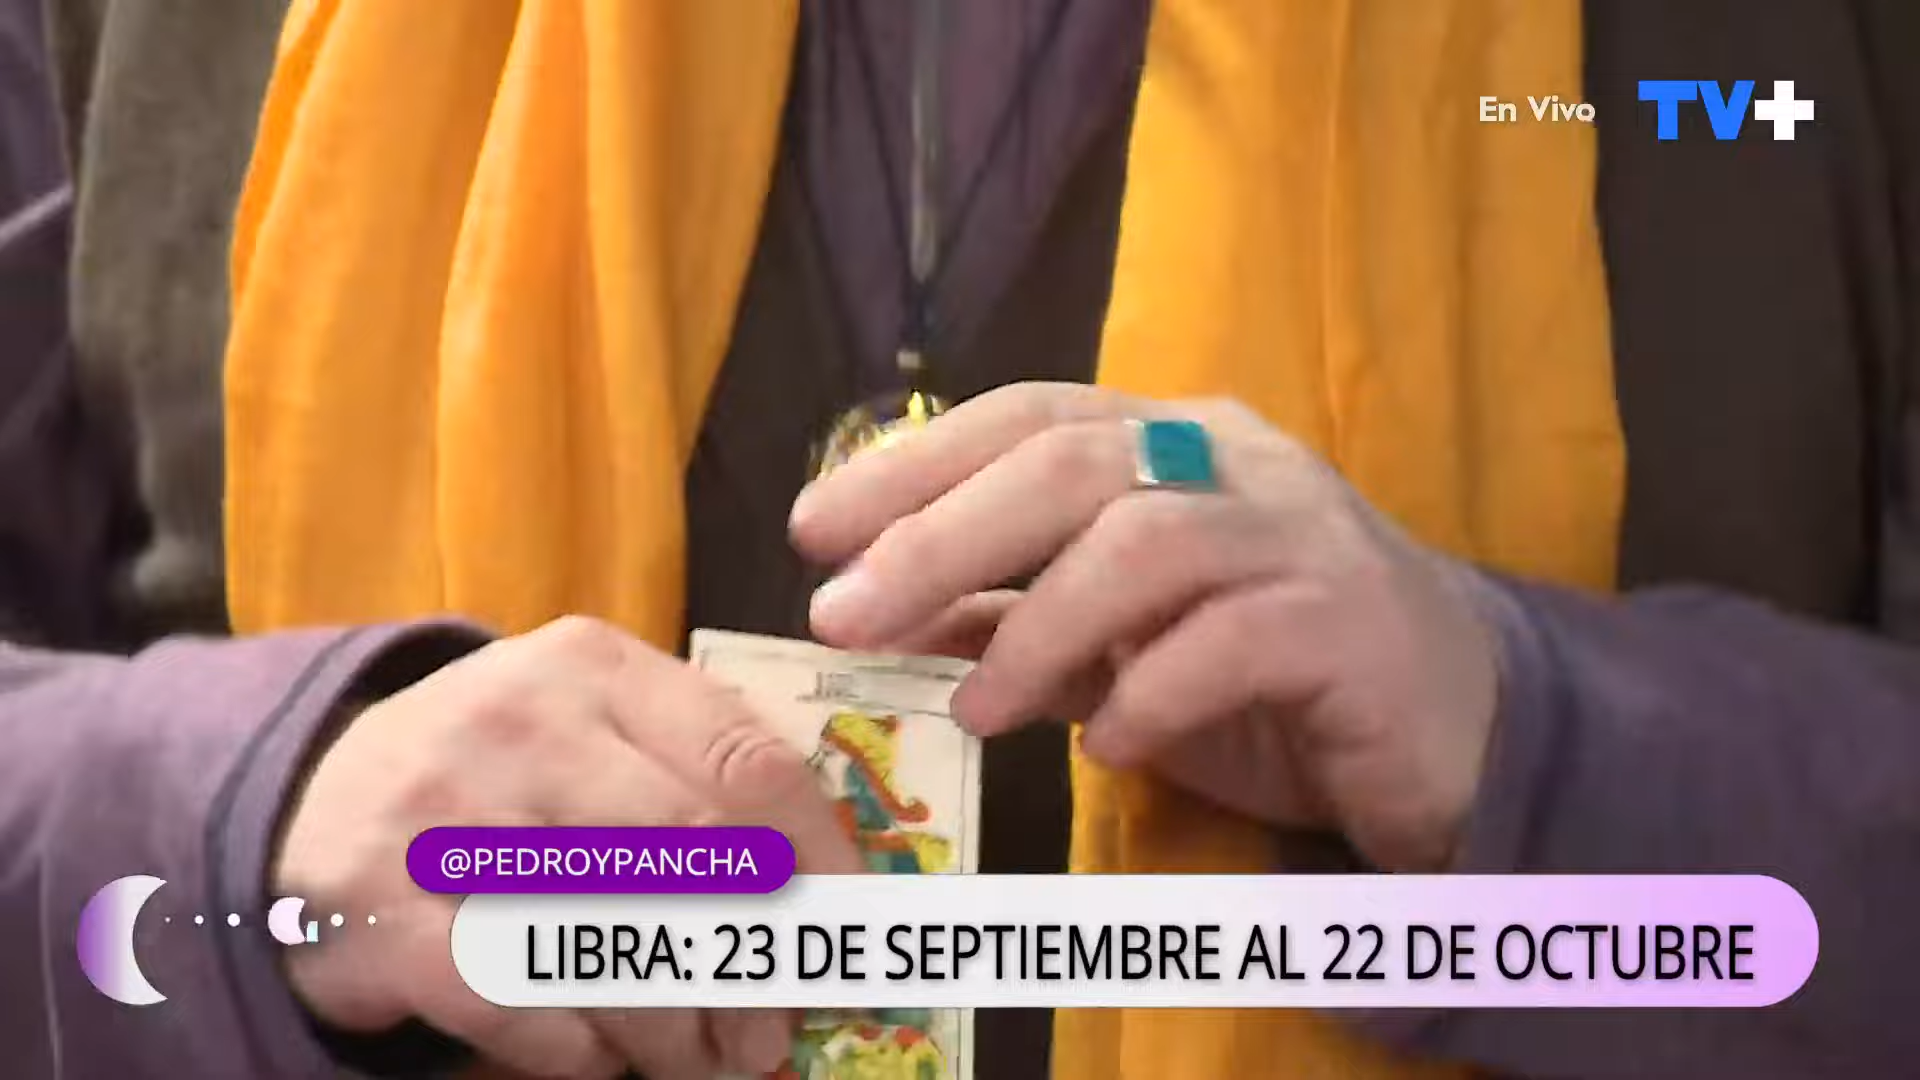 En Vivo TV+
@PEDROYPANCHA
LIBRA: 23 DE SEPTIEMBRE AL 22 DE OCTUBRE